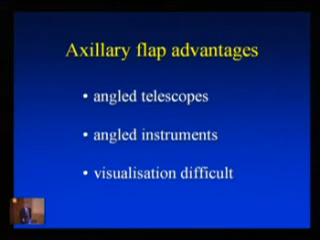 Axillary flap advantages
• angled telescopes
• angled instruments
• visualisation difficult